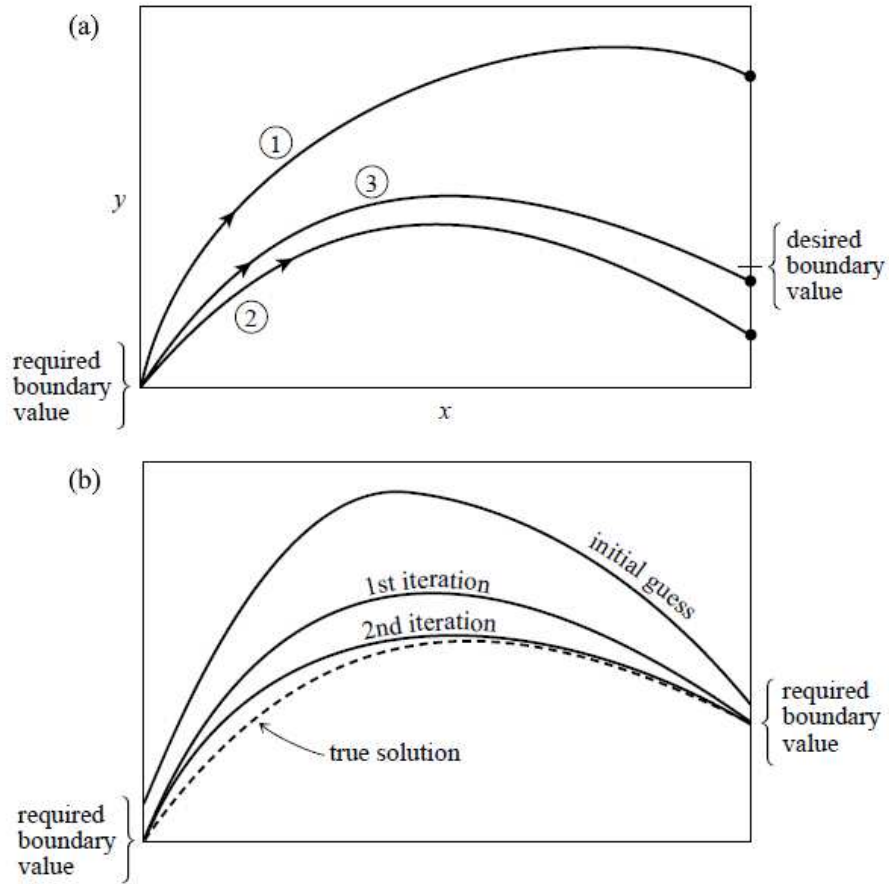 (a)
1
3
2
y
desired
boundary
value
required
boundary
value
x
(b)
initial guess
1st iteration
2nd iteration
true solution
required
boundary
value
required
boundary
value